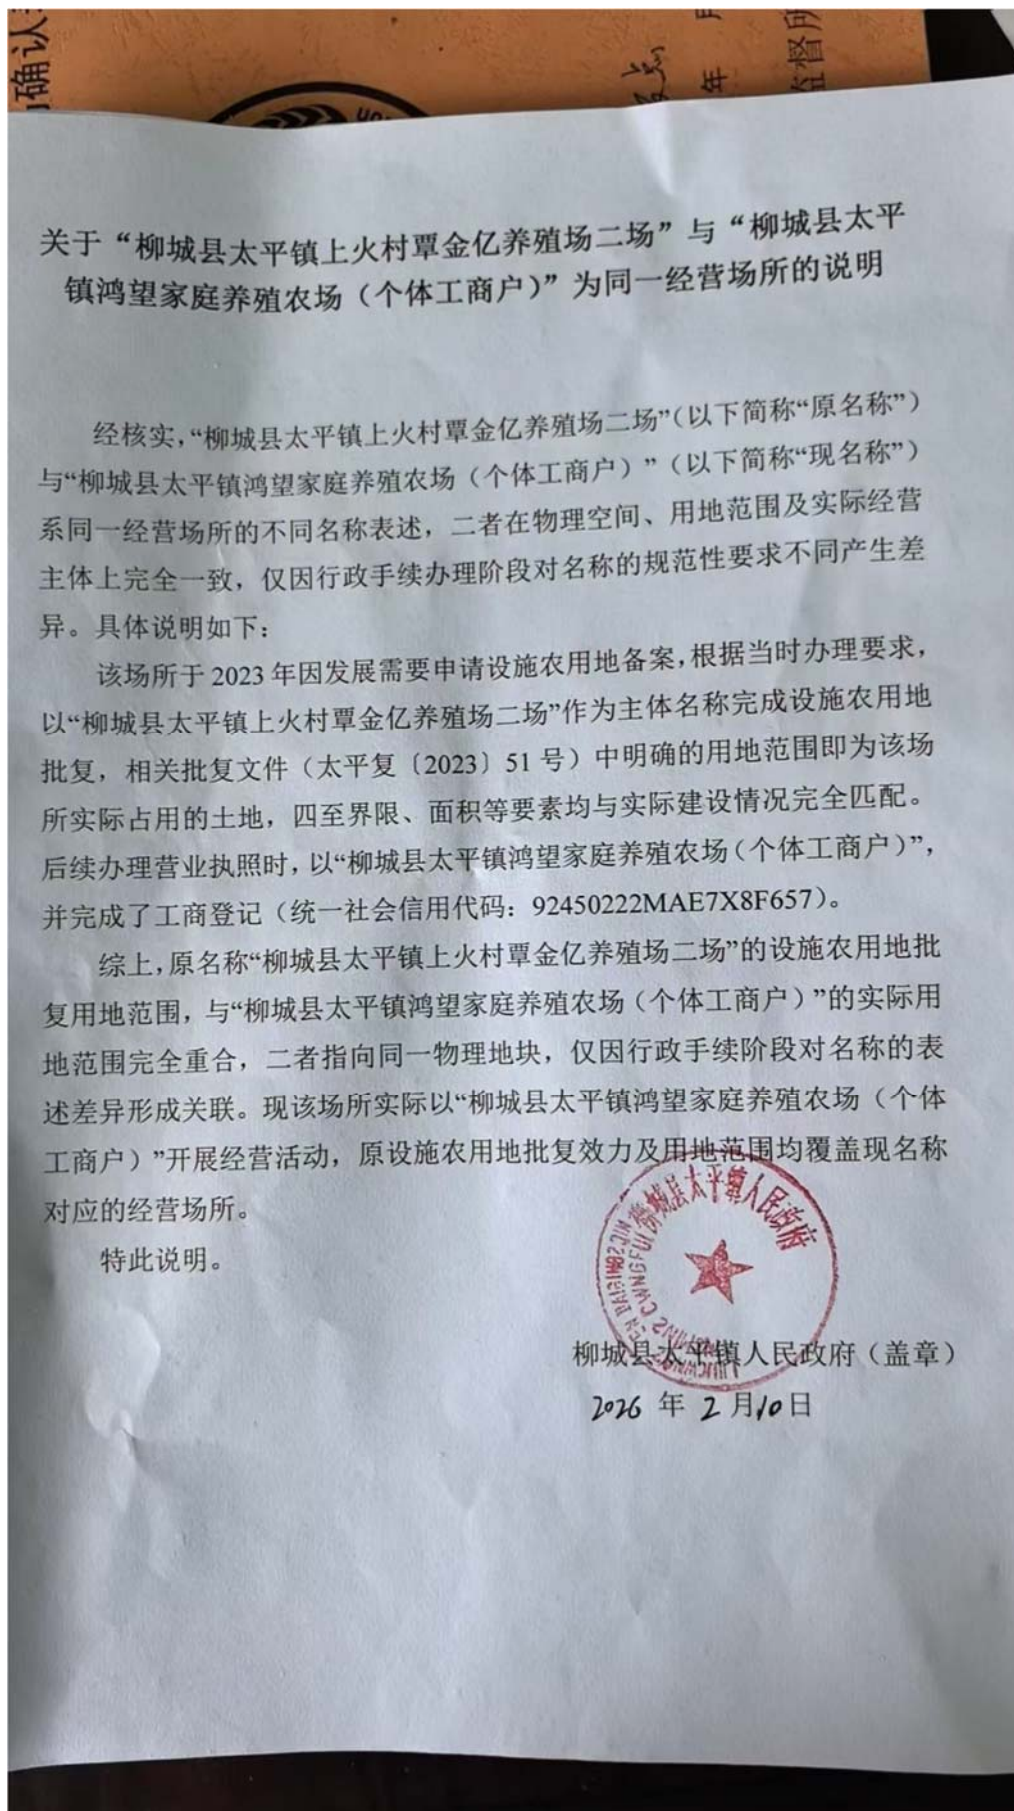 确认
年
监督所
关于“柳城县太平镇上火村覃金亿养殖场二场”与“柳城县太平
镇鸿望家庭养殖农场（个体工商户）”为同一经营场所的说明
经核实，“柳城县太平镇上火村覃金亿养殖场二场”（以下简称“原名称”）
与“柳城县太平镇鸿望家庭养殖农场（个体工商户）”（以下简称“现名称”）
系同一经营场所的不同名称表述，二者在物理空间、用地范围及实际经营
主体上完全一致，仅因行政手续办理阶段对名称的规范性要求不同产生差
异。具体说明如下：
该场所于 2023 年因发展需要申请设施农用地备案，根据当时办理要求，
以“柳城县太平镇上火村覃金亿养殖场二场”作为主体名称完成设施农用地
批复，相关批复文件（太平复〔2023〕51 号）中明确的用地范围即为该场
所实际占用的土地，四至界限、面积等要素均与实际建设情况完全匹配。
后续办理营业执照时，以“柳城县太平镇鸿望家庭养殖农场（个体工商户）”，
并完成了工商登记（统一社会信用代码：92450222MAE7X8F657）。
综上，原名称“柳城县太平镇上火村覃金亿养殖场二场”的设施农用地批
复用地范围，与“柳城县太平镇鸿望家庭养殖农场（个体工商户）”的实际用
地范围完全重合，二者指向同一物理地块，仅因行政手续阶段对名称的表
述差异形成关联。现该场所实际以“柳城县太平镇鸿望家庭养殖农场（个体
工商户）”开展经营活动，原设施农用地批复效力及用地范围均覆盖现名称
对应的经营场所。
特此说明。
柳城县太平镇人民政府
柳城县太平镇人民政府（盖章）
2026 年 2 月 10 日